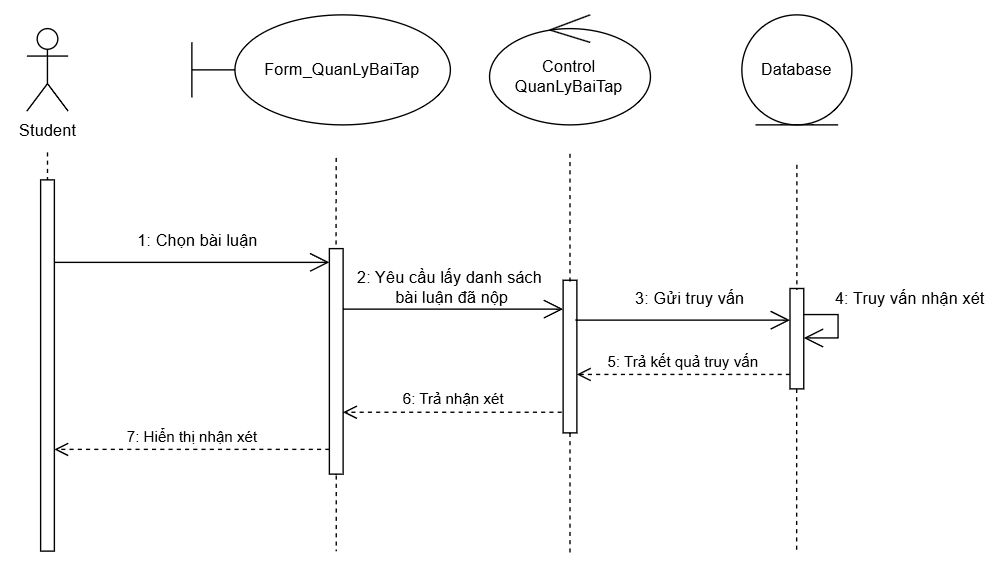 Form_QuanLyBaiTap
Control
QuanLyBaiTap
Database
Student
1: Chọn bài luận
2: Yêu cầu lấy danh sách
bài luận đã nộp
3: Gửi truy vấn
4: Truy vấn nhận xét
5: Trả kết quả truy vấn
6: Trả nhận xét
7: Hiển thị nhận xét